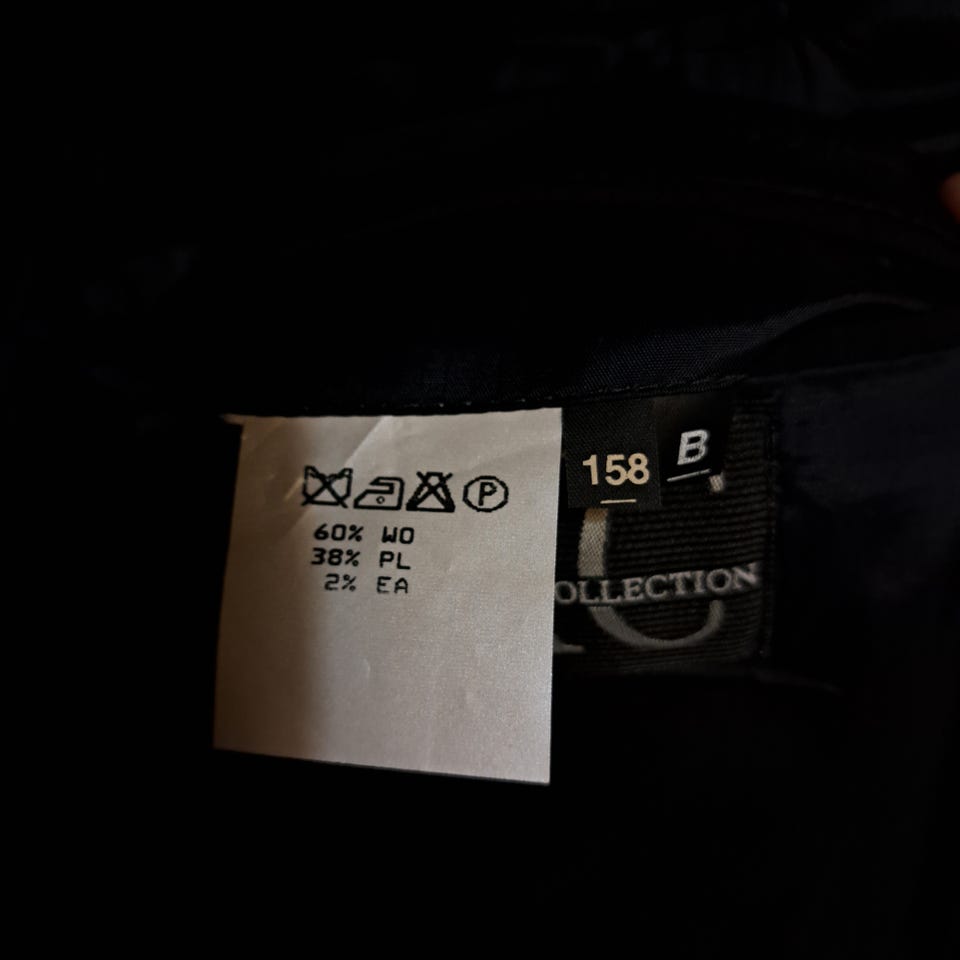 P
60% WO
38% PL
2% EA
158
B
OLLECTION